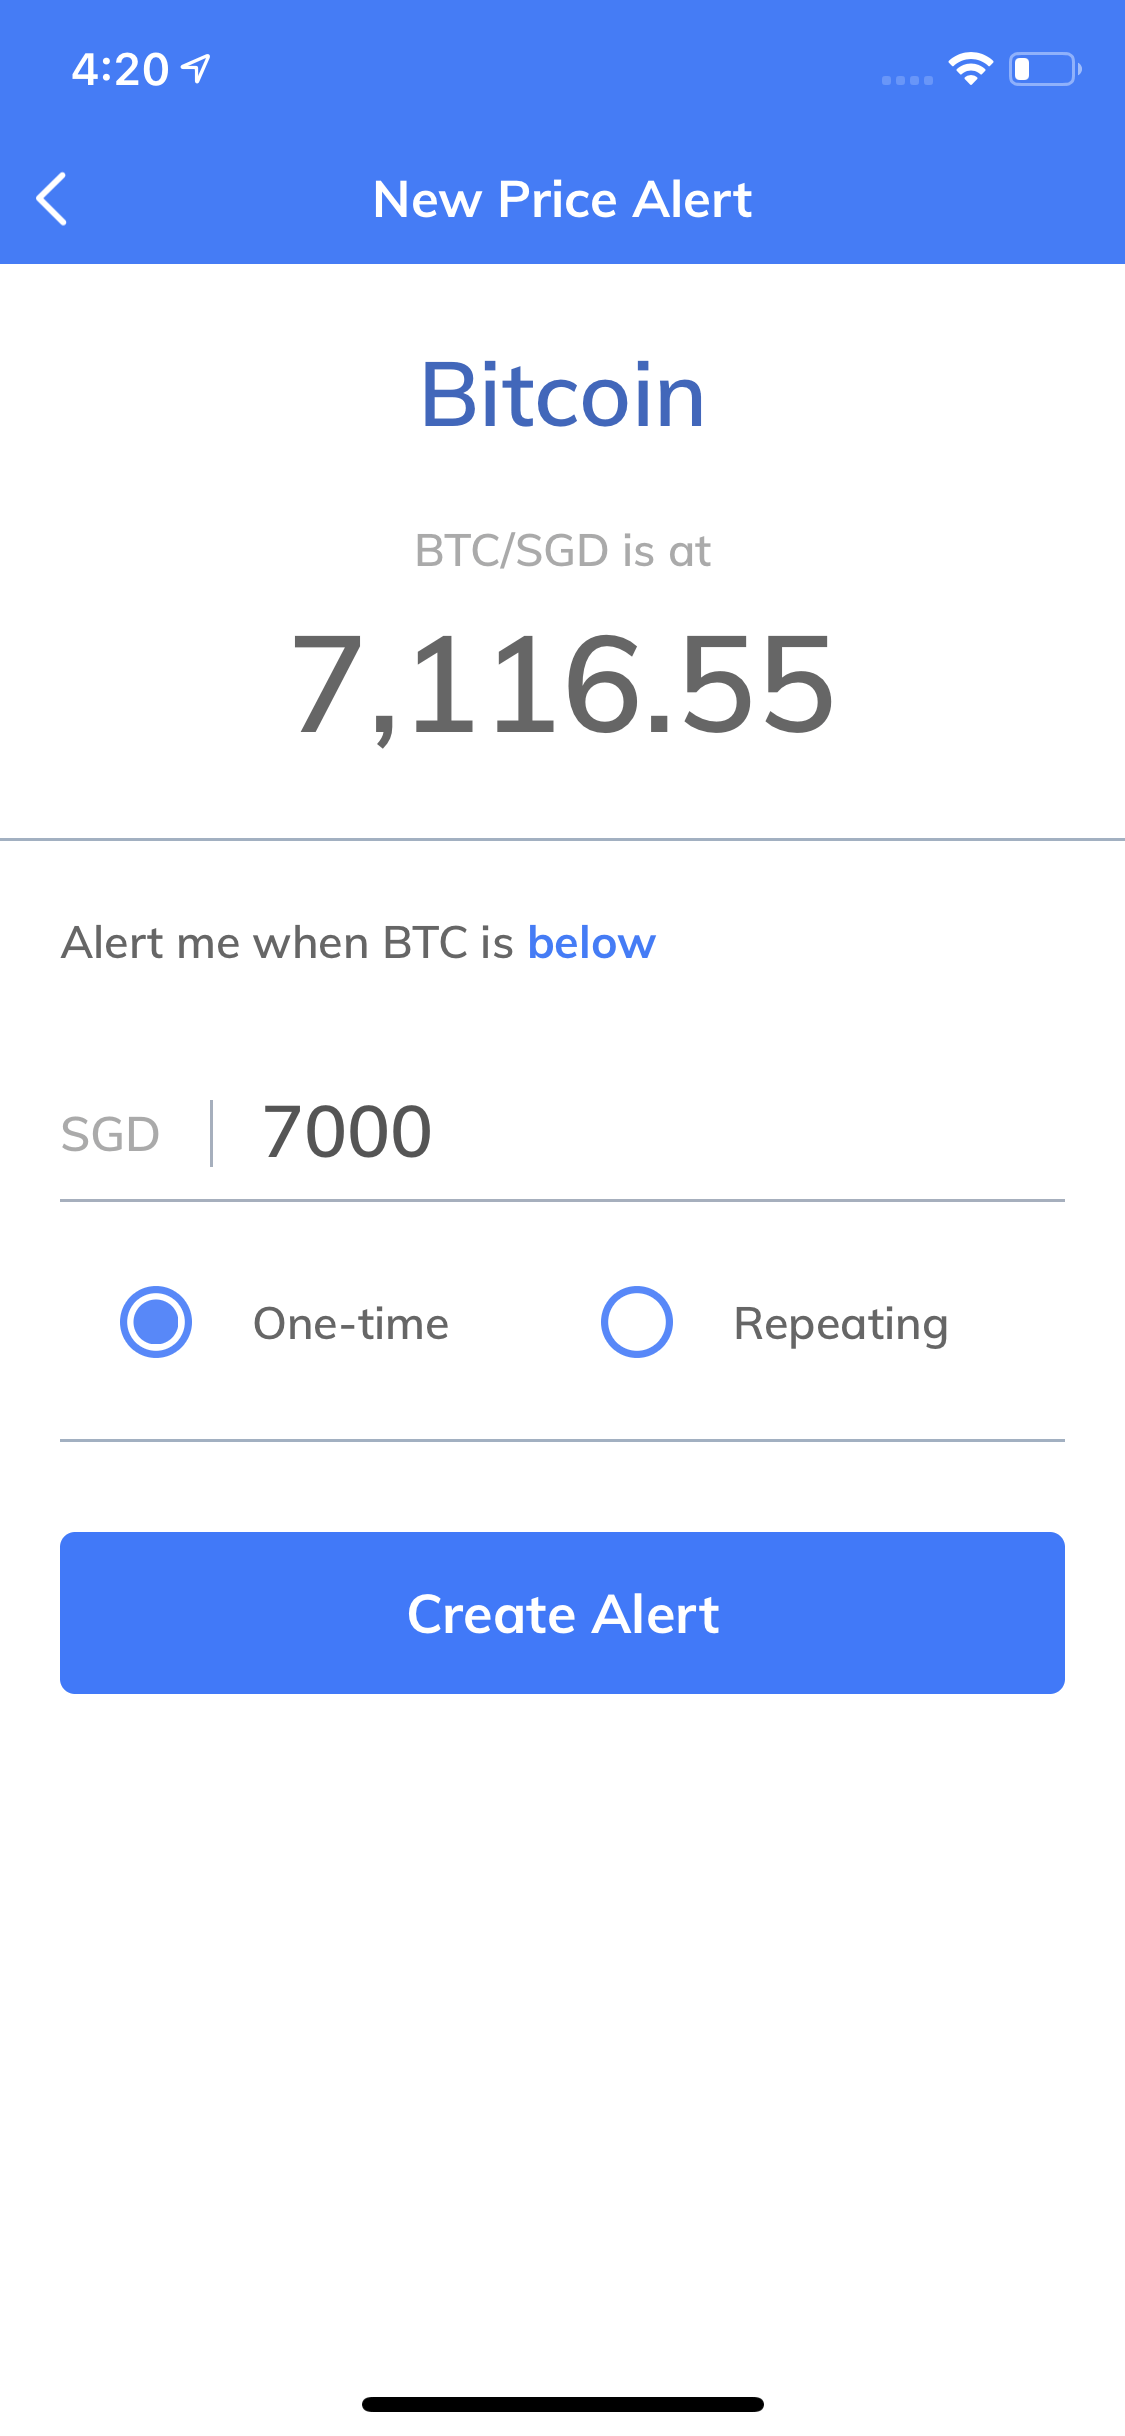 4:20
New Price Alert
Bitcoin
BTC/SGD is at
7,116.55
Alert me when BTC is below
SGD 7000
One-time Repeating
Create Alert